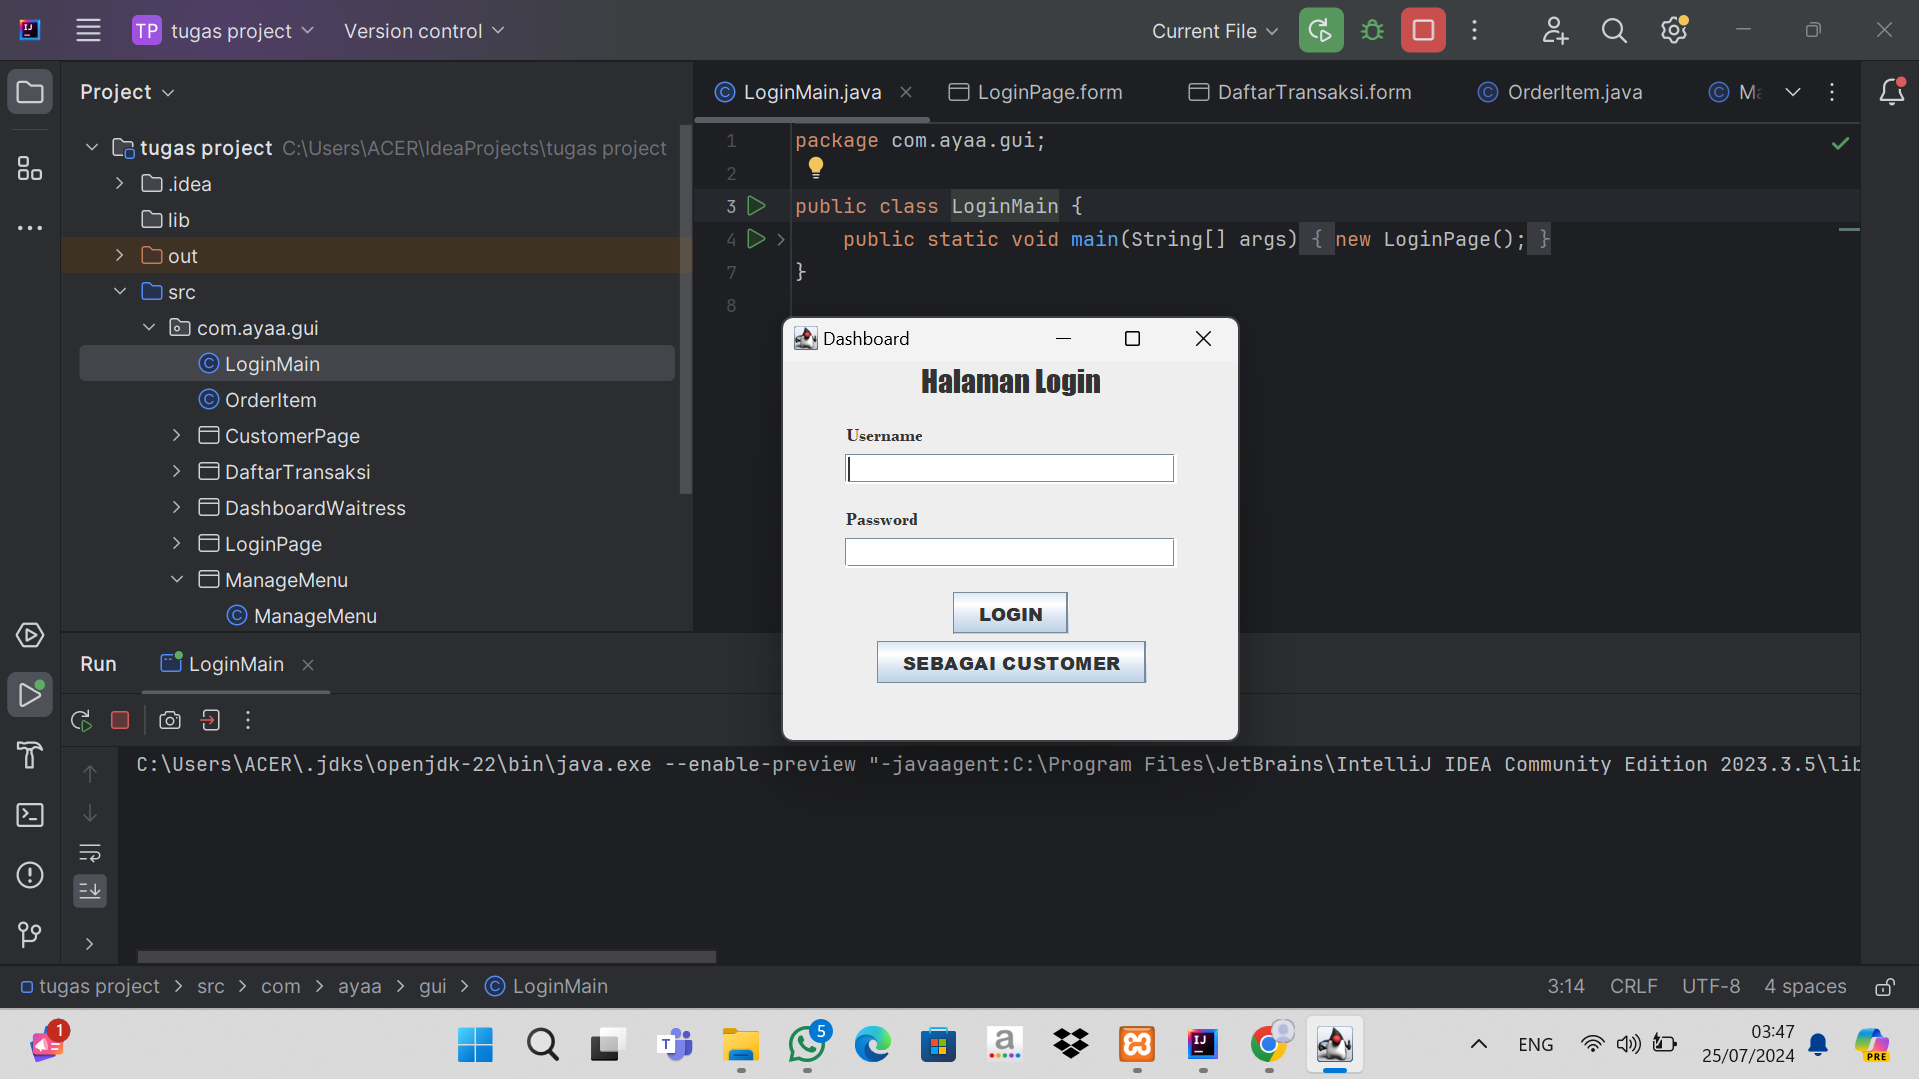 TP tugas project Version control Current File
Project
LoginMain.java LoginPage.form DaftarTransaksi.form OrderItem.java Ma
tugas project C:\Users\ACER\IdeaProjects\tugas project
.idea
lib
out
src
com.ayaa.gui
LoginMain
OrderItem
CustomerPage
DaftarTransaksi
DashboardWaitress
LoginPage
ManageMenu
ManageMenu
1 package com.ayaa.gui;
2
3 public class LoginMain {
4 public static void main(String[] args) { new LoginPage(); }
7 }
8
Dashboard
Halaman Login
Username
Password
LOGIN
SEBAGAI CUSTOMER
Run LoginMain
C:\Users\ACER\.jdks\openjdk-22\bin\java.exe --enable-preview "-javaagent:C:\Program Files\JetBrains\IntelliJ IDEA Community Edition 2023.3.5\lib
tugas project > src > com > ayaa > gui > LoginMain 3:14 CRLF UTF-8 4 spaces
1 5 ENG 03:47
25/07/2024
PRE